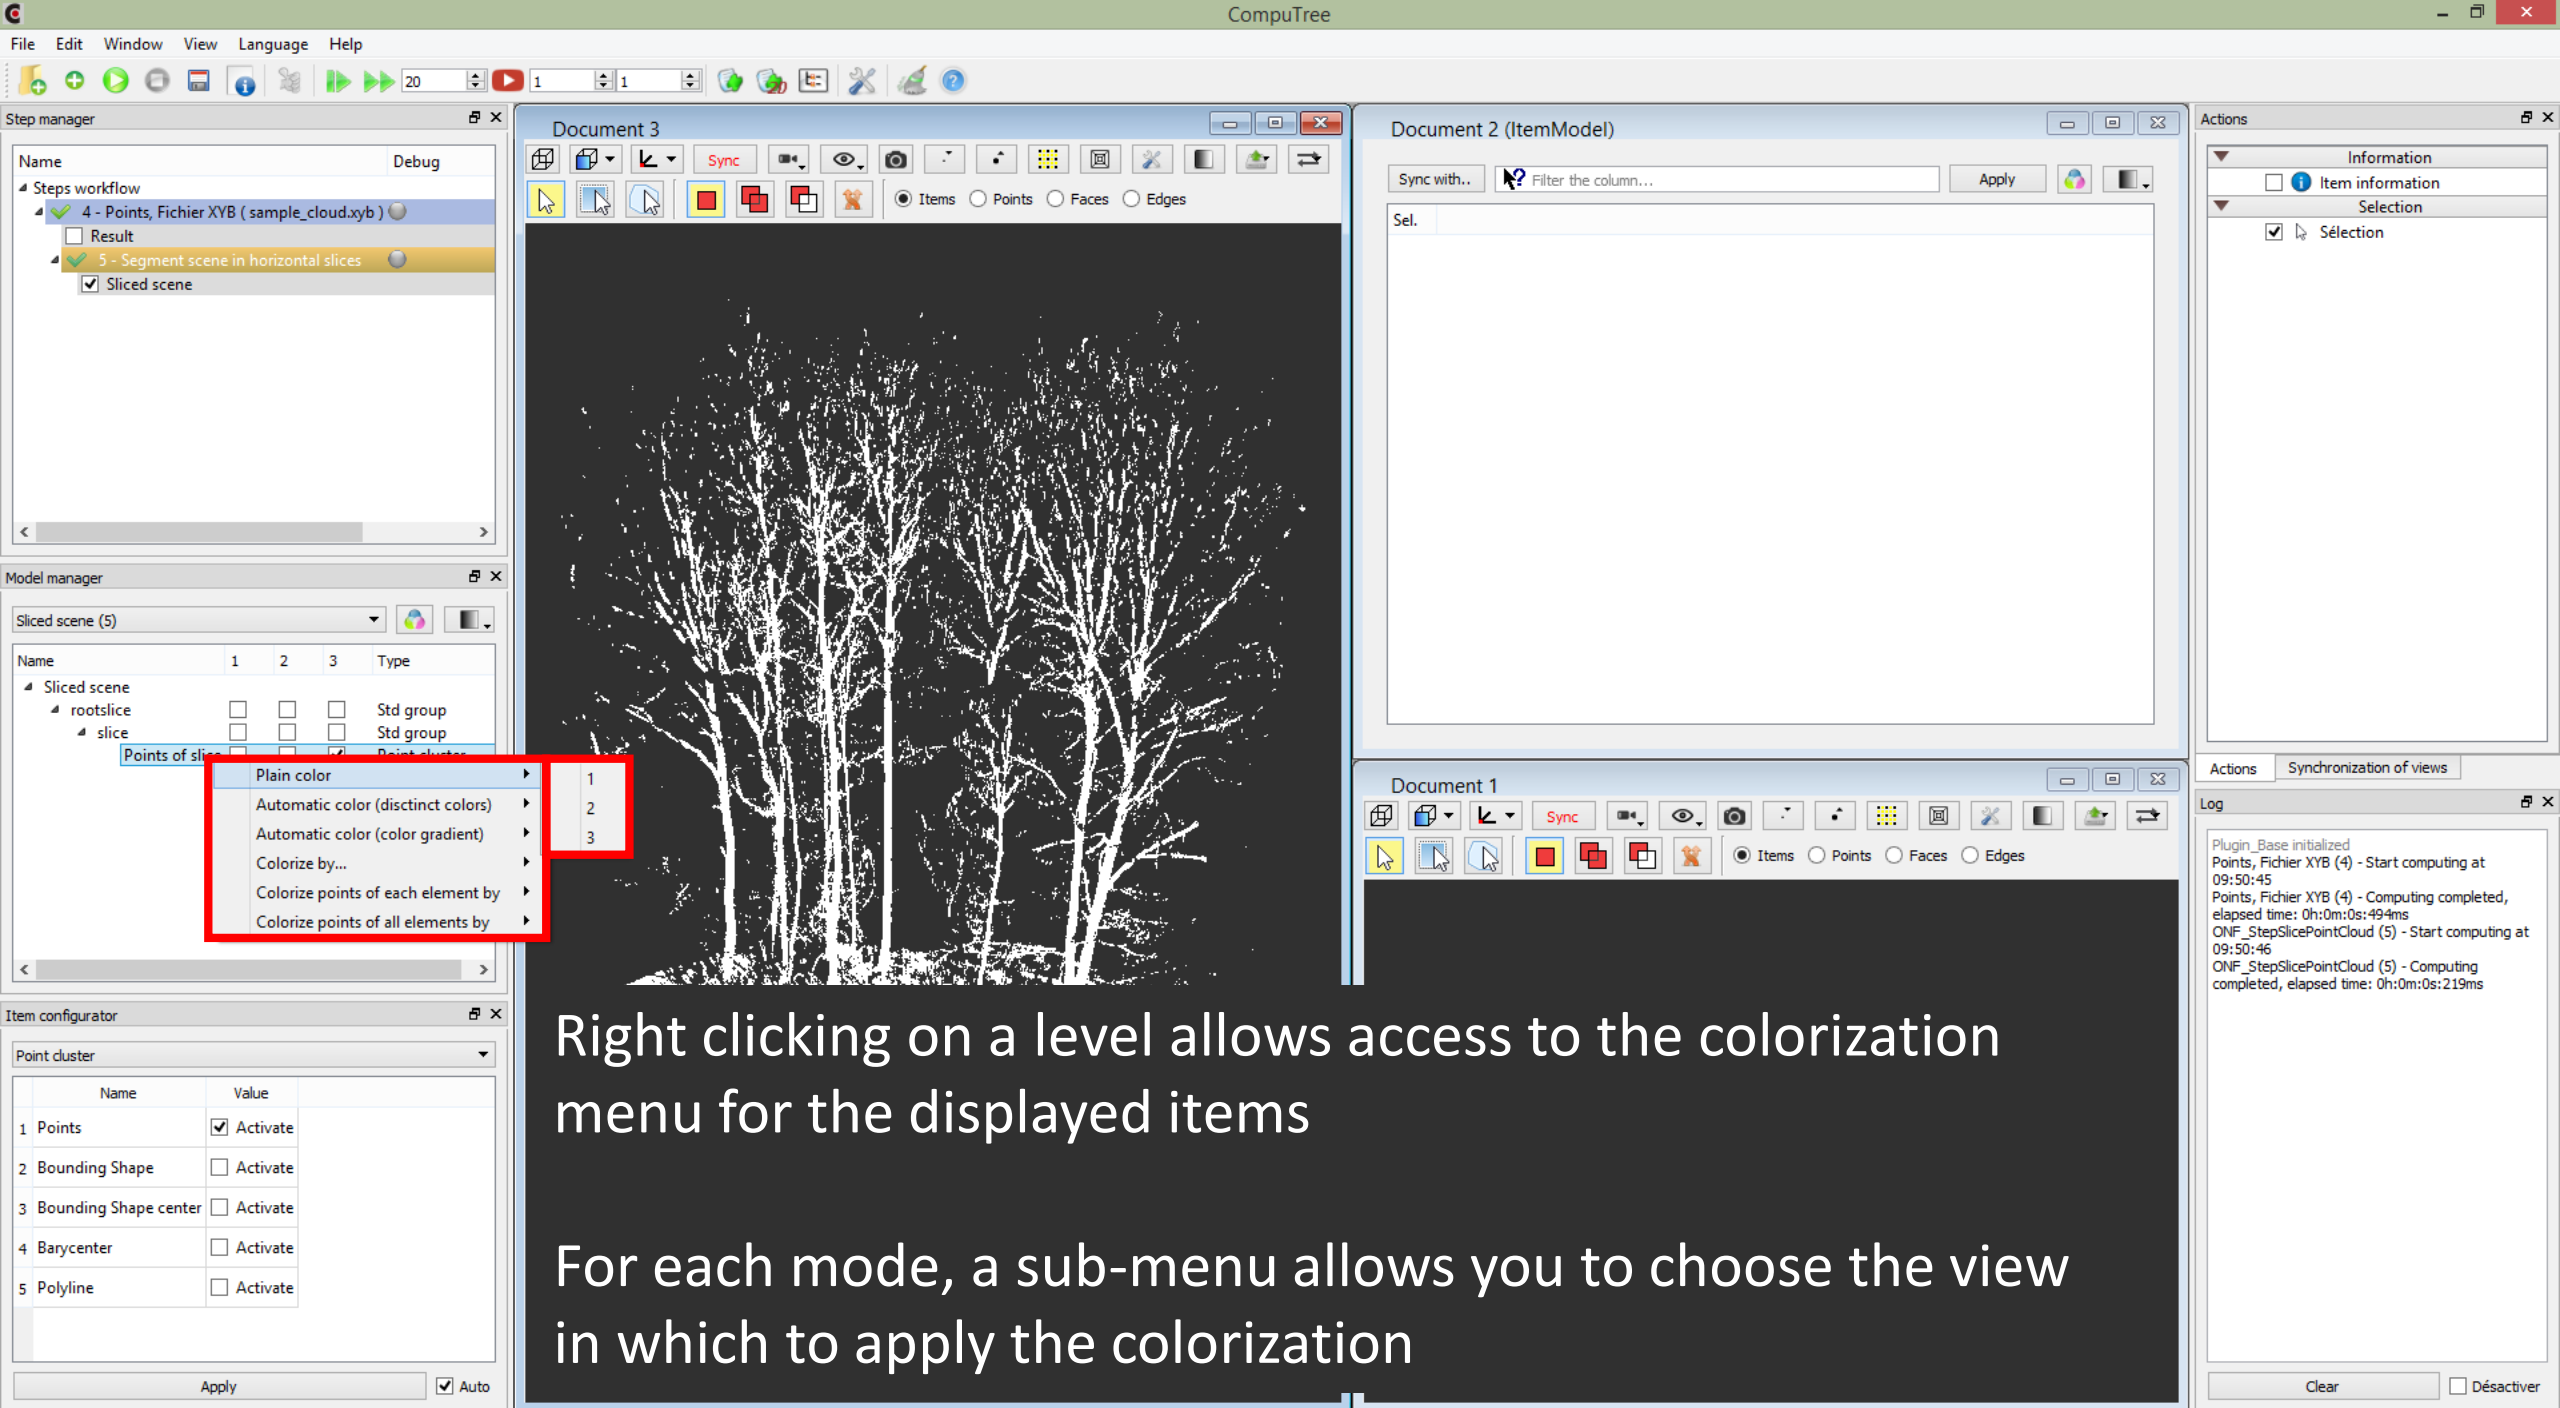 CompuTree
File Edit Window View Language Help
20 1 1 2D
Step manager
Name Debug
Steps workflow
4 - Points, Fichier XYB ( sample_cloud.xyb )
Result
5 - Segment scene in horizontal slices
Sliced scene
Model manager
Sliced scene (5)
Name 1 2 3 Type
Sliced scene
rootslice Std group
slice Std group
Points of slice Point cluster
Plain color
Automatic color (disctinct colors)
Automatic color (color gradient)
Colorize by...
Colorize points of each element by
Colorize points of all elements by
1
2
3
Item configurator
Point cluster
Name Value
1 Points Activate
2 Bounding Shape Activate
3 Bounding Shape center Activate
4 Barycenter Activate
5 Polyline Activate
Apply Auto
Document 3
Sync
Items Points Faces Edges
Document 2 (ItemModel)
Sync with.. Filter the column... Apply
Sel.
Document 1
Sync
Items Points Faces Edges
Right clicking on a level allows access to the colorization
menu for the displayed items
For each mode, a sub-menu allows you to choose the view
in which to apply the colorization
Actions
Information
Item information
Selection
Sélection
Actions Synchronization of views
Log
Plugin_Base initialized
Points, Fichier XYB (4) - Start computing at
09:50:45
Points, Fichier XYB (4) - Computing completed,
elapsed time: 0h:0m:0s:494ms
ONF_StepSlicePointCloud (5) - Start computing at
09:50:46
ONF_StepSlicePointCloud (5) - Computing
completed, elapsed time: 0h:0m:0s:219ms
Clear Désactiver